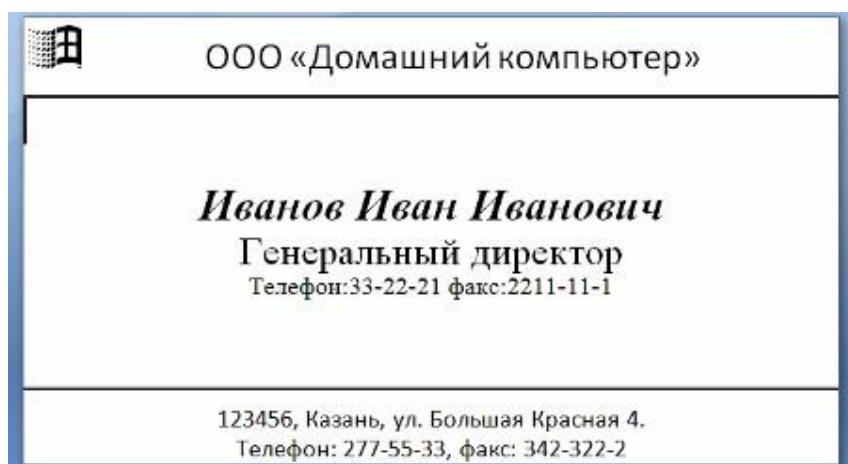 ООО «Домашний компьютер»
Иванов Иван Иванович
Генеральный директор
Телефон:33-22-21 факс:2211-11-1
123456, Казань, ул. Большая Красная 4.
Телефон: 277-55-33, факс: 342-322-2